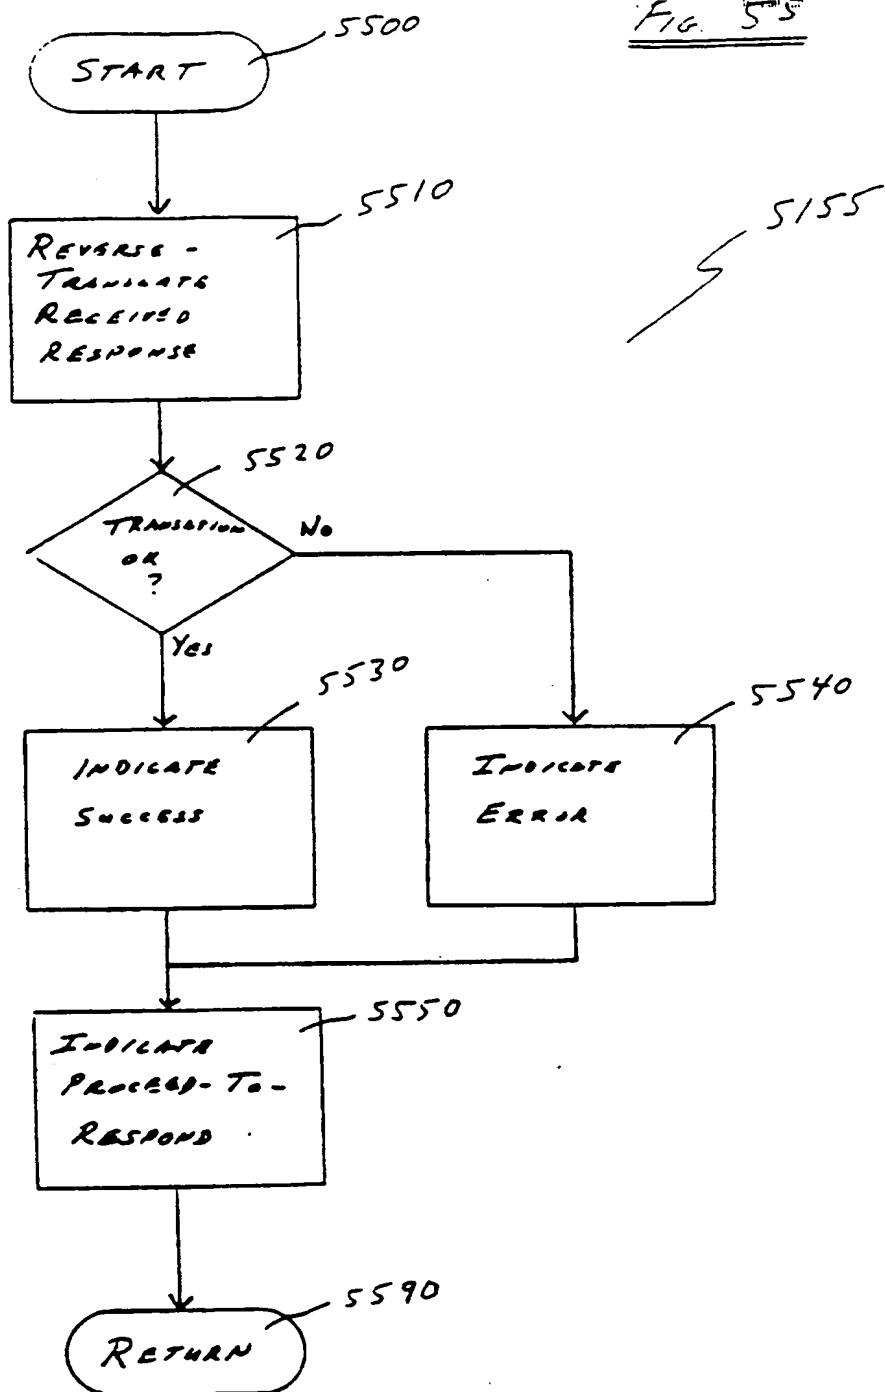 FIG. 55
5500
START
5510
5155
REVERSE -
TRANSLATE
RECEIVED
RESPONSE
5520
TRANSLATION
OK
?
NO
YES
5530
5540
INDICATE
SUCCESS
INDICATE
ERROR
5550
INDICATE
PROCEED-TO-
RESPOND
5590
RETURN